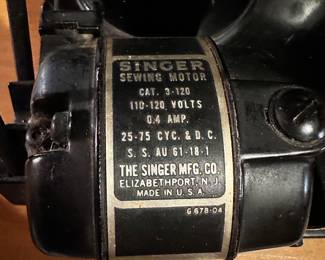 SINGER
SEWING MOTOR
CAT. 3-120
110-120 VOLTS
0.4 AMP.
25-75 CYC. & D.C.
S.S. AU 61-18-1
THE SINGER MFG. CO.
ELIZABETHPORT, N.J.
MADE IN U.S.A.
G 678-04